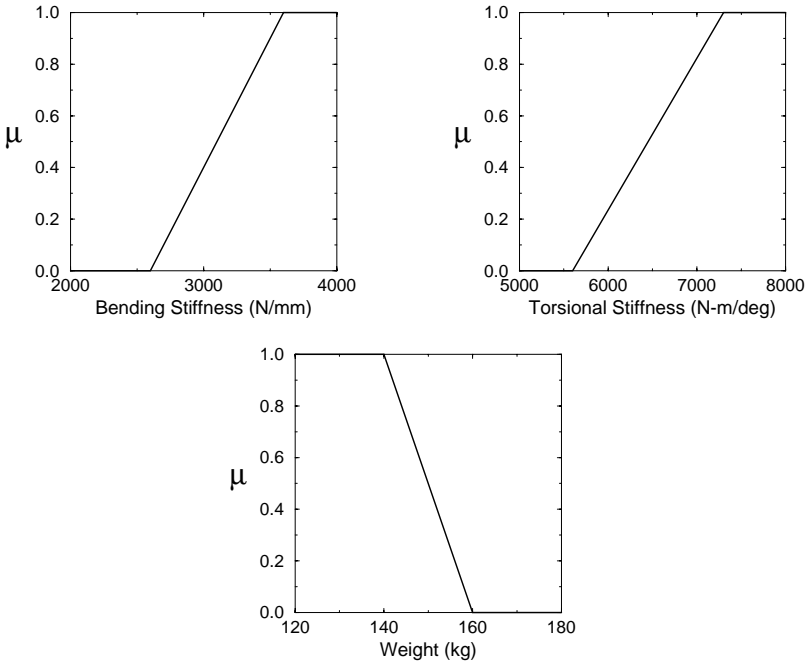 1.0
0.8
0.6
μ
0.4
0.2
0.0
2000 3000 4000
Bending Stiffness (N/mm)
1.0
0.8
0.6
μ
0.4
0.2
0.0
5000 6000 7000 8000
Torsional Stiffness (N-m/deg)
1.0
0.8
0.6
μ
0.4
0.2
0.0
120 140 160 180
Weight (kg)